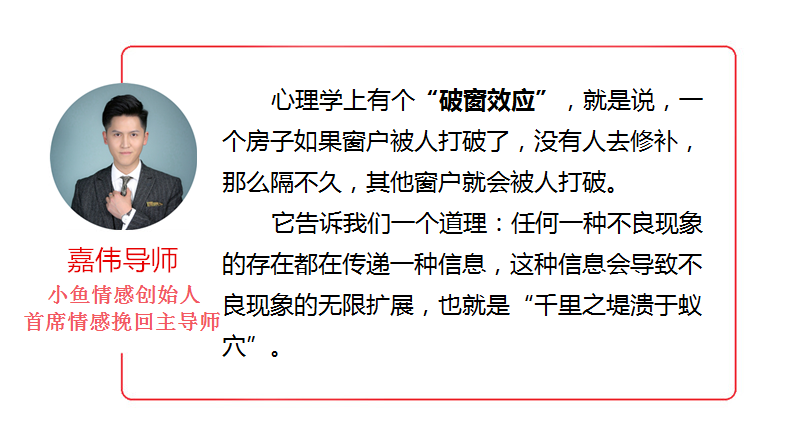 心理学上有个“破窗效应”，就是说，一
个房子如果窗户被人打破了，没有人去修补，
那么隔不久，其他窗户就会被人打破。
它告诉我们一个道理：任何一种不良现象
的存在都在传递一种信息，这种信息会导致不
良现象的无限扩展，也就是“千里之堤溃于蚁
穴”。
嘉伟导师
小鱼情感创始人
首席情感挽回主导师